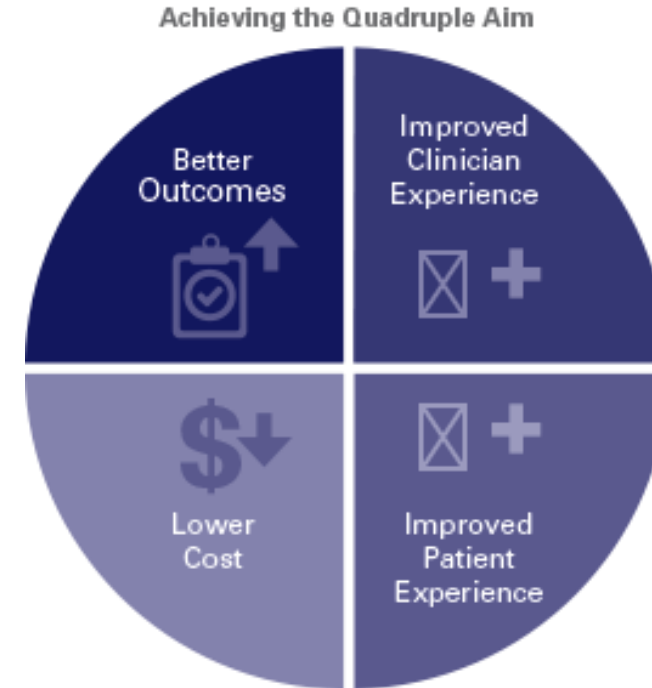 Achieving the Quadruple Aim
Better
Outcomes
Improved
Clinician
Experience
$
Lower
Cost
Improved
Patient
Experience